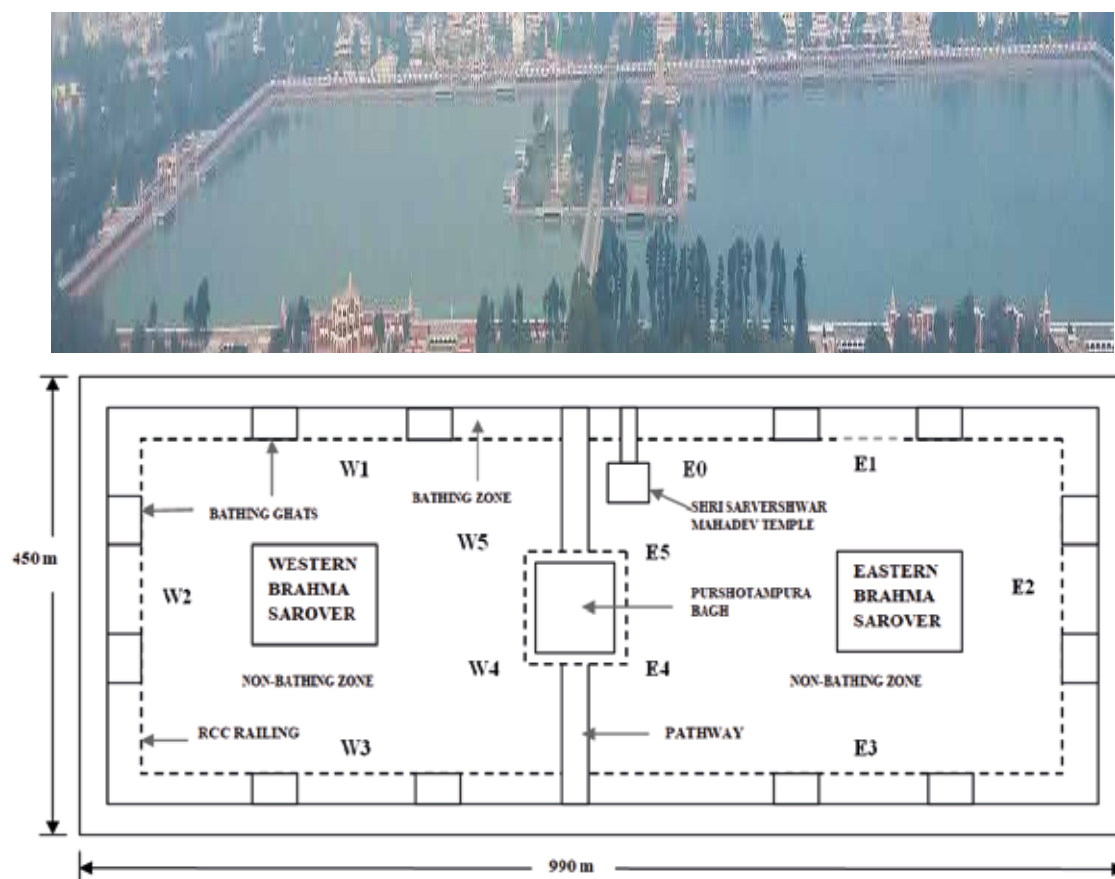 W1
BATHING ZONE
E0
E1
BATHING GHATS
SHRI SARVERSHWAR
MAHADEV TEMPLE
W5
E5
450 m
WESTERN
BRAHMA
SAROVER
EASTERN
BRAHMA
SAROVER
W2
PURSHOTAMPURA
BAGH
E2
W4
E4
NON-BATHING ZONE
NON-BATHING ZONE
RCC RAILING
W3
PATHWAY
E3
990 m